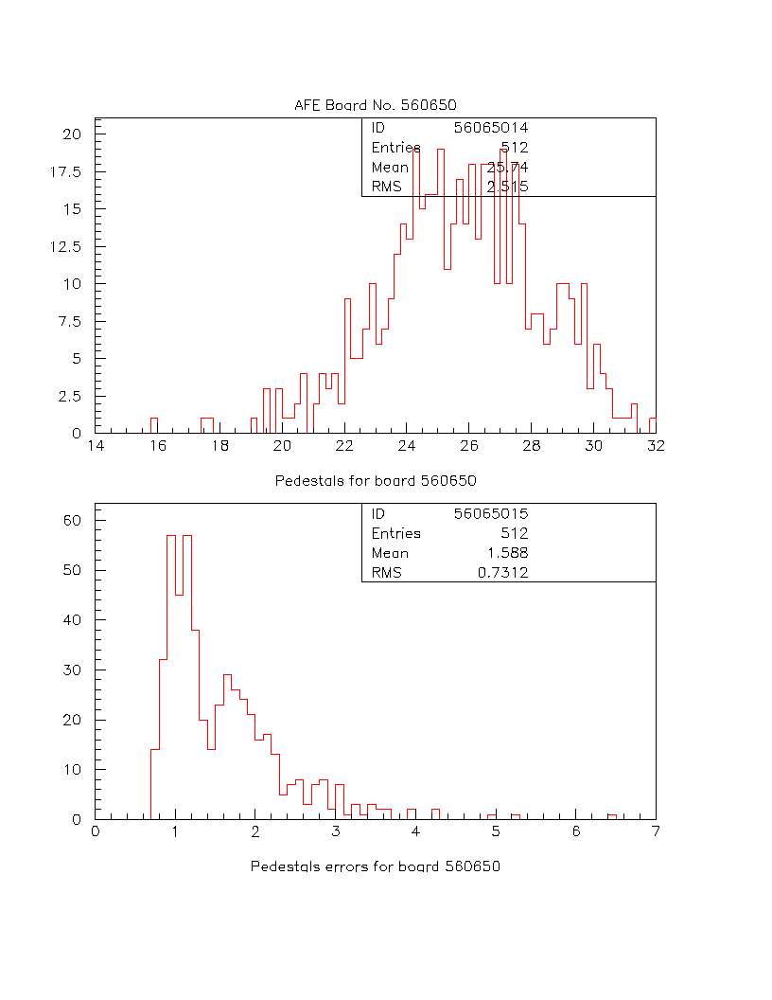 AFE Board No. 560650
ID 56065014
Entries 512
Mean 25.74
RMS 2.515
20
17.5
15
12.5
10
7.5
5
2.5
0
14 16 18 20 22 24 26 28 30 32
Pedestals for board 560650
ID 56065015
Entries 512
Mean 1.588
RMS 0.7312
60
50
40
30
20
10
0
0 1 2 3 4 5 6 7
Pedestals errors for board 560650